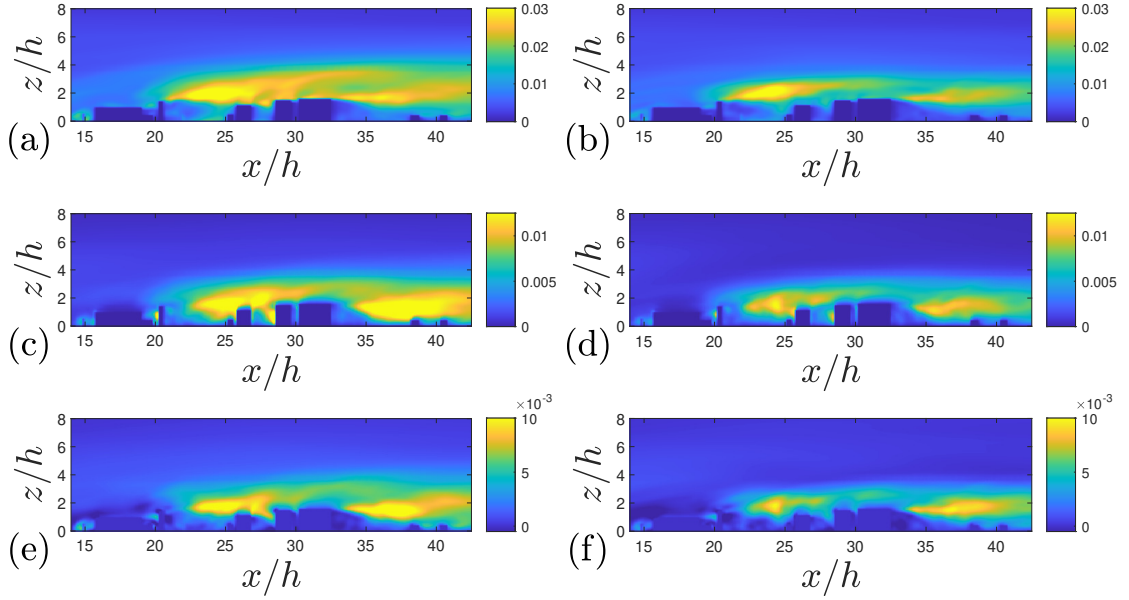 8 6 4 2 0 z/h 15 20 25 30 35 40 x/h 0.03 0.02 0.01 0 (a)
8 6 4 2 0 z/h 15 20 25 30 35 40 x/h 0.03 0.02 0.01 0 (b)
8 6 4 2 0 z/h 15 20 25 30 35 40 x/h 0.01 0.005 0 (c)
8 6 4 2 0 z/h 15 20 25 30 35 40 x/h 0.01 0.005 0 (d)
8 6 4 2 0 z/h 15 20 25 30 35 40 x/h ×10⁻³ 10 5 0 (e)
8 6 4 2 0 z/h 15 20 25 30 35 40 x/h ×10⁻³ 10 5 0 (f)